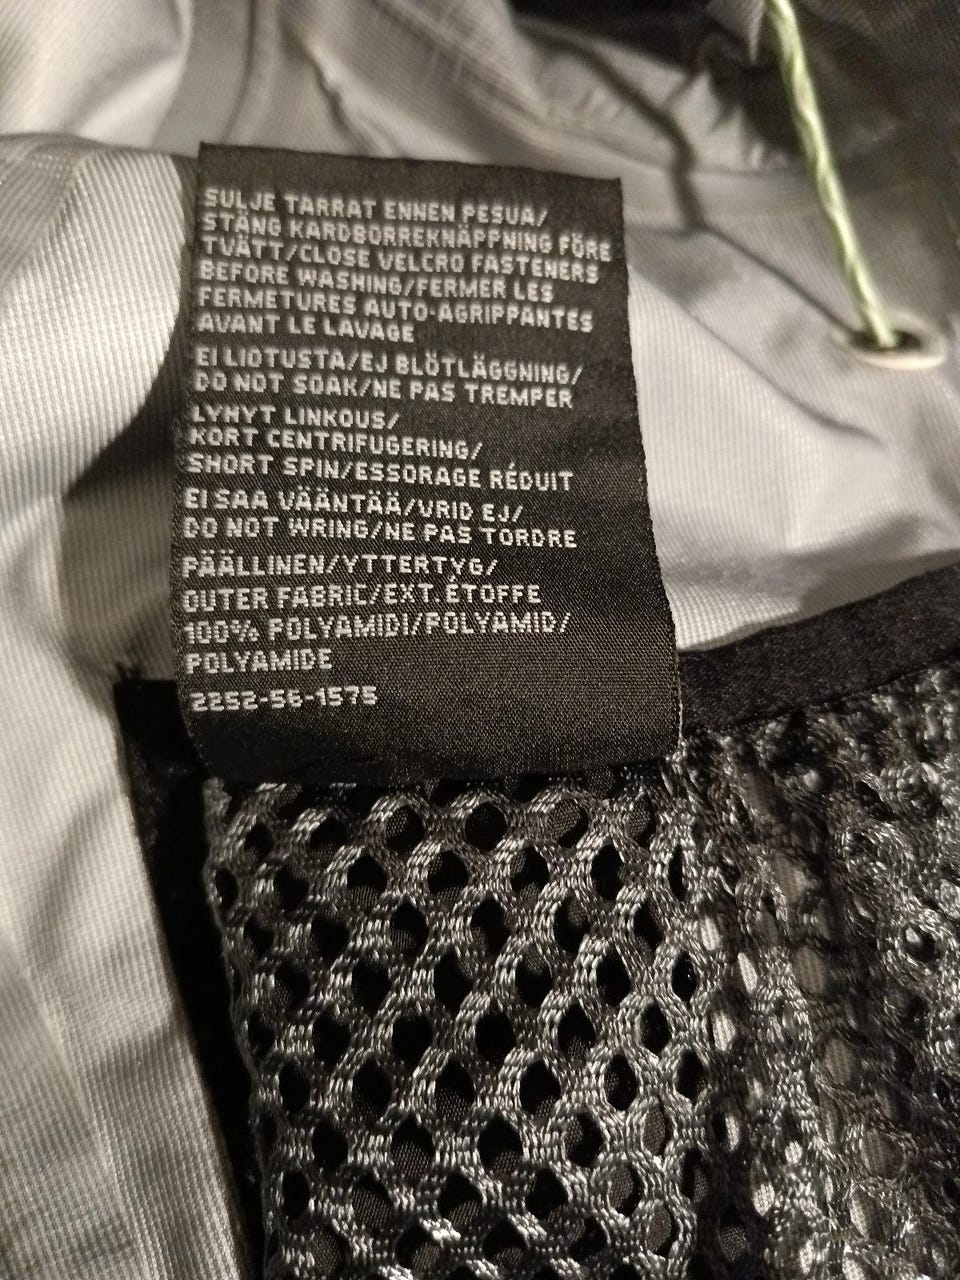 SULJE TARRAT ENNEN PESUA/
STÄNG KARDBORREKNÄPPNING FÖRE
TVÄTT/CLOSE VELCRO FASTENERS
BEFORE WASHING/FERMER LES
FERMETURES AUTO-AGRIPPANTES
AVANT LE LAVAGE
EI LIOTUSTA/EJ BLÖTLÄGGNING/
DO NOT SOAK/NE PAS TREMPER
LYHYT LINKOUS/
KORT CENTRIFUGERING/
SHORT SPIN/ESSORAGE RÉDUIT
EI SAA VÄÄNTÄÄ/VRID EJ/
DO NOT WRING/NE PAS TORDRE
PÄÄLLINEN/YTTERTYG/
OUTER FABRIC/EXT.ÉTOFFE
100% POLYAMIDI/POLYAMID/
POLYAMIDE
2252-56-1575